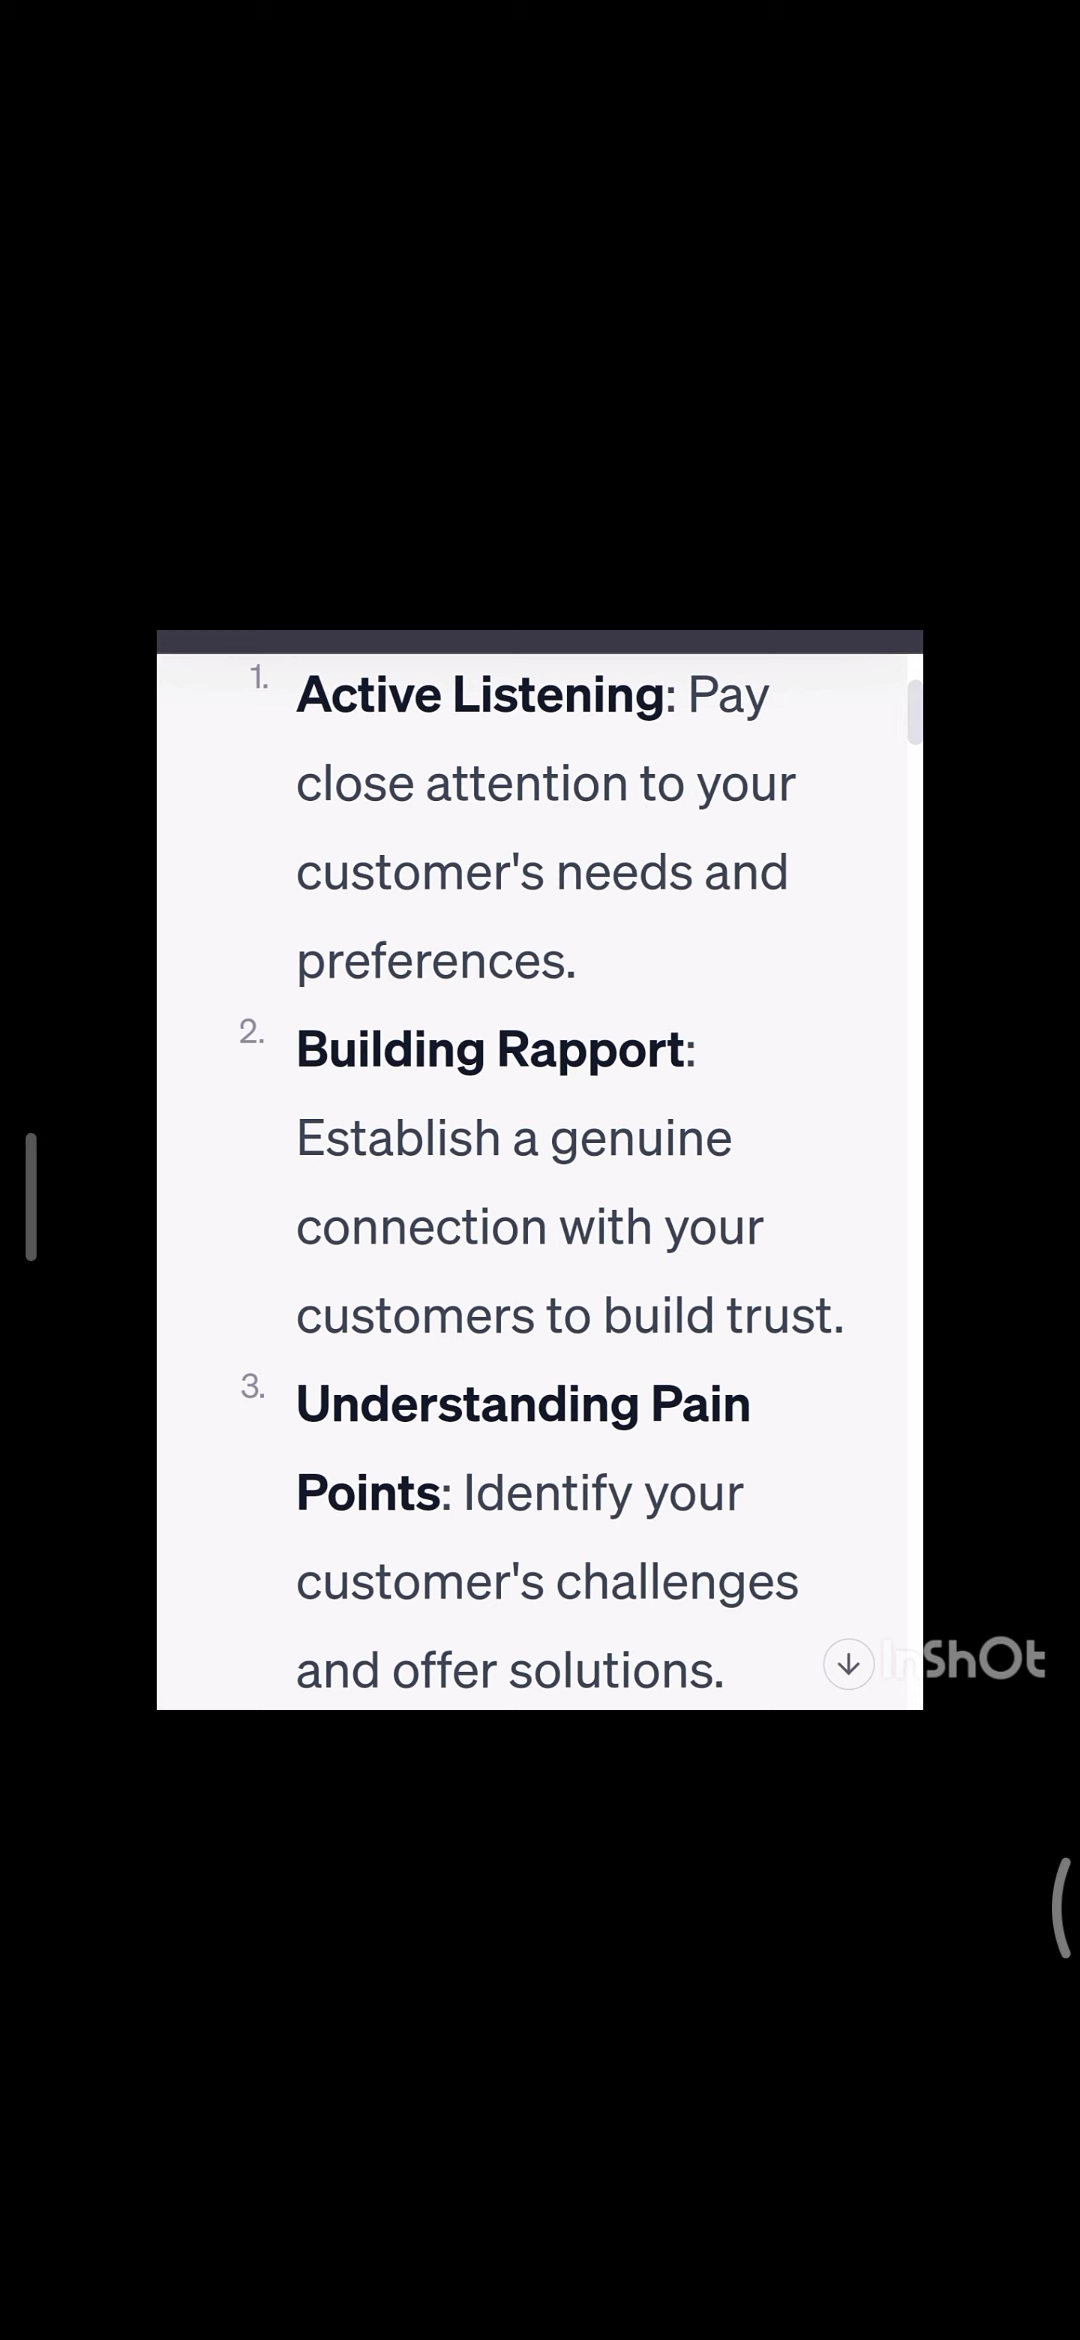 1. Active Listening: Pay
close attention to your
customer's needs and
preferences.
2. Building Rapport:
Establish a genuine
connection with your
customers to build trust.
3. Understanding Pain
Points: Identify your
customer's challenges
and offer solutions.
InShOt